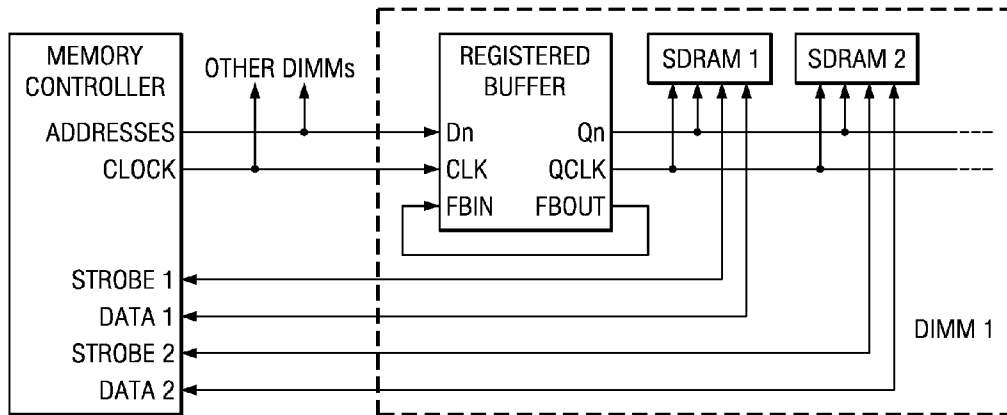 MEMORY
CONTROLLER
ADDRESSES
CLOCK
STROBE 1
DATA 1
STROBE 2
DATA 2
OTHER DIMMs
REGISTERED
BUFFER
Dn Qn
CLK QCLK
FBIN FBOUT
SDRAM 1
SDRAM 2
DIMM 1